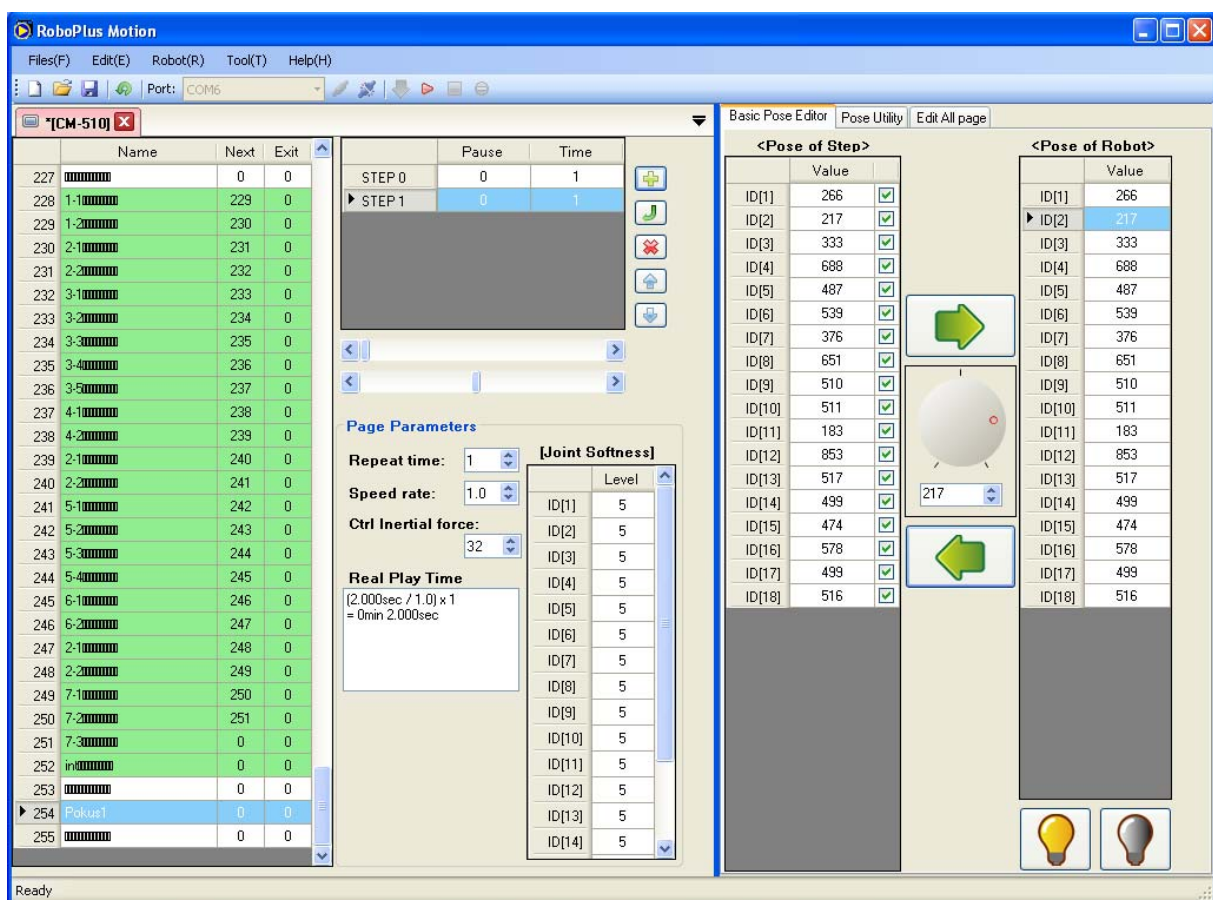 RoboPlus Motion
Files(F) Edit(E) Robot(R) Tool(T) Help(H)
Port: COM6
*[CM-510]
Name Next Exit
227 0 0
228 1-1 229 0
229 1-2 230 0
230 2-1 231 0
231 2-2 232 0
232 3-1 233 0
233 3-2 234 0
234 3-3 235 0
235 3-4 236 0
236 3-5 237 0
237 4-1 238 0
238 4-2 239 0
239 2-1 240 0
240 2-2 241 0
241 5-1 242 0
242 5-2 243 0
243 5-3 244 0
244 5-4 245 0
245 6-1 246 0
246 6-2 247 0
247 2-1 248 0
248 2-2 249 0
249 7-1 250 0
250 7-2 251 0
251 7-3 0 0
252 int 0 0
253 0 0
254 Pokus1 0 0
255 0 0
Pause Time
STEP 0 0 1
STEP 1 0 1
Page Parameters
Repeat time: 1
Speed rate: 1.0
Ctrl Inertial force:
32
Real Play Time
(2.000sec / 1.0) x 1
= 0min 2.000sec
[Joint Softness]
Level
ID[1] 5
ID[2] 5
ID[3] 5
ID[4] 5
ID[5] 5
ID[6] 5
ID[7] 5
ID[8] 5
ID[9] 5
ID[10] 5
ID[11] 5
ID[12] 5
ID[13] 5
ID[14] 5
Basic Pose Editor Pose Utility Edit All page
<Pose of Step>
Value
ID[1] 266
ID[2] 217
ID[3] 333
ID[4] 688
ID[5] 487
ID[6] 539
ID[7] 376
ID[8] 651
ID[9] 510
ID[10] 511
ID[11] 183
ID[12] 853
ID[13] 517
ID[14] 499
ID[15] 474
ID[16] 578
ID[17] 499
ID[18] 516
217
<Pose of Robot>
Value
ID[1] 266
ID[2] 217
ID[3] 333
ID[4] 688
ID[5] 487
ID[6] 539
ID[7] 376
ID[8] 651
ID[9] 510
ID[10] 511
ID[11] 183
ID[12] 853
ID[13] 517
ID[14] 499
ID[15] 474
ID[16] 578
ID[17] 499
ID[18] 516
Ready